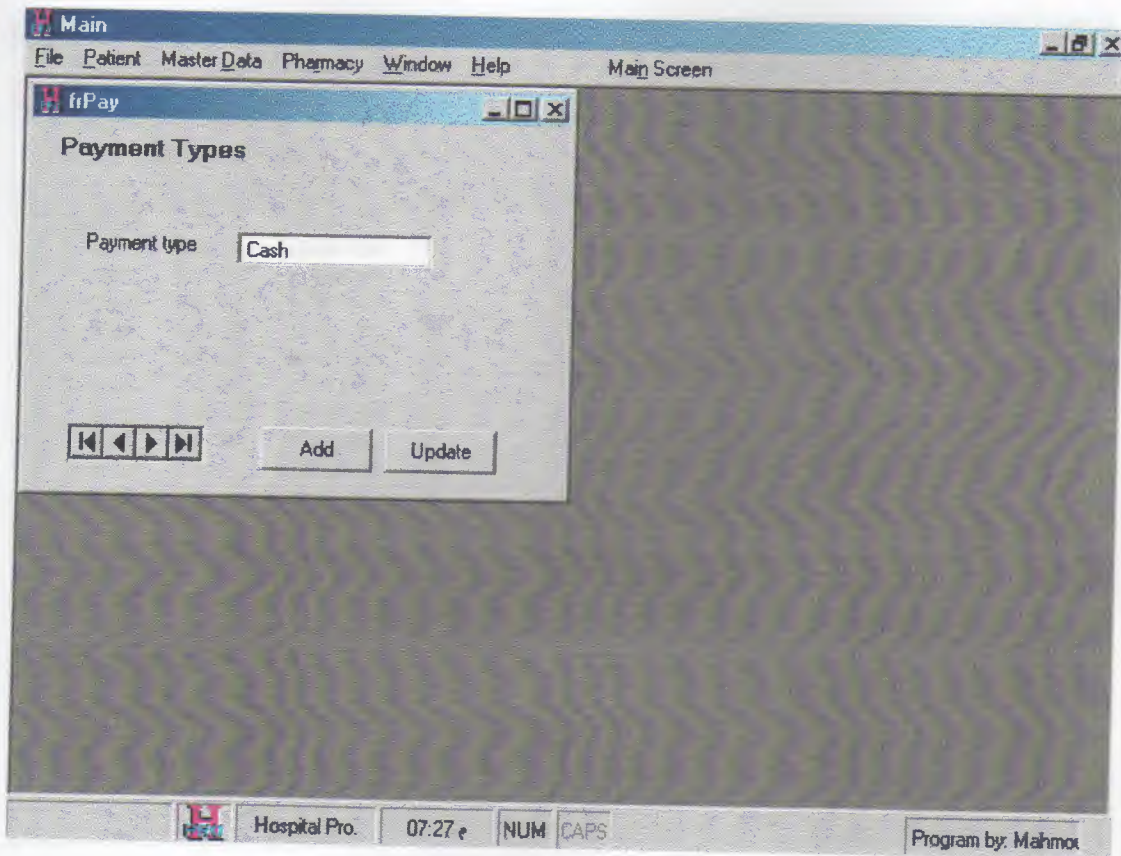 Main
File Patient Master Data Pharmacy Window Help Main Screen
frPay
Payment Types
Payment type Cash
Add Update
Hospital Pro. 07:27 م NUM CAPS Program by: Mahmou